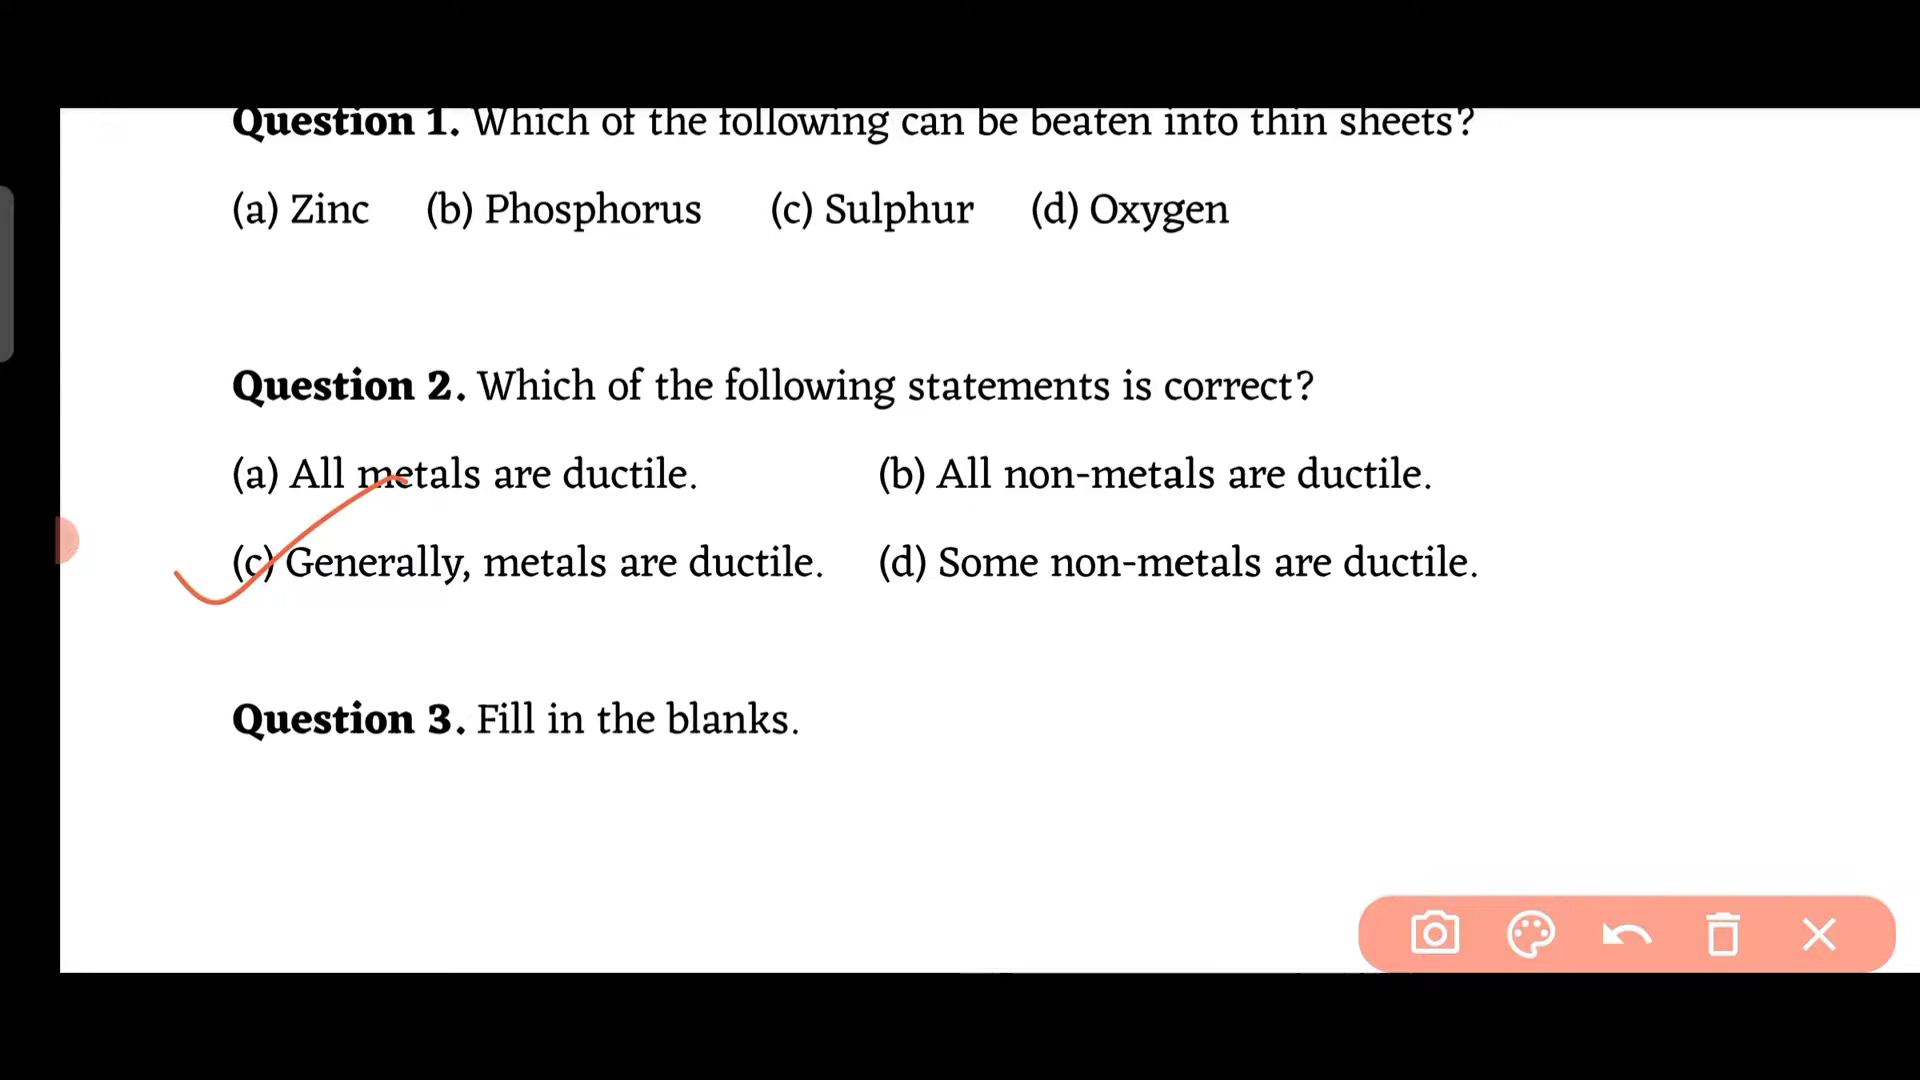 Question 1. Which of the following can be beaten into thin sheets?
(a) Zinc (b) Phosphorus (c) Sulphur (d) Oxygen
Question 2. Which of the following statements is correct?
(a) All metals are ductile. (b) All non-metals are ductile.
(c) Generally, metals are ductile. (d) Some non-metals are ductile.
Question 3. Fill in the blanks.